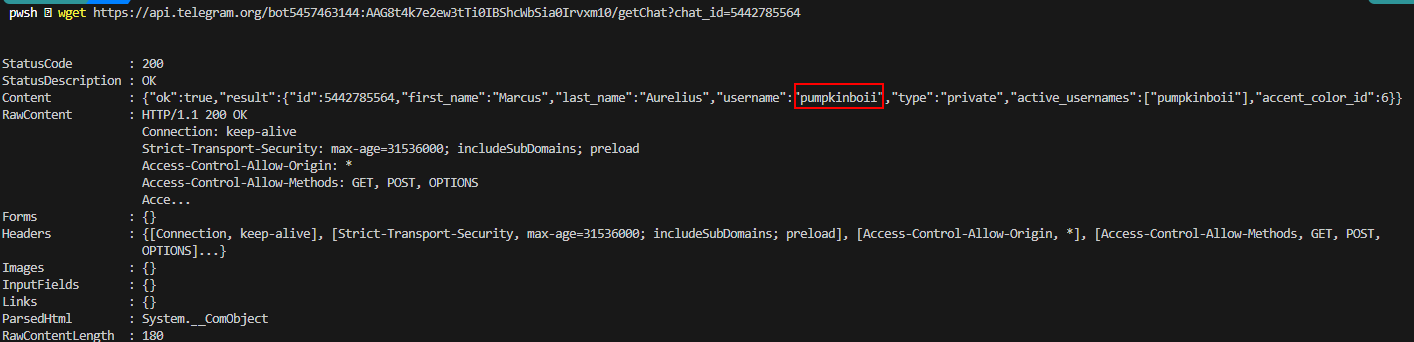 pwsh wget https://api.telegram.org/bot5457463144:AAG8t4k7e2ew3tTi0IBShcWbSia0Irvxm10/getChat?chat_id=5442785564
StatusCode : 200
StatusDescription : OK
Content : {"ok":true,"result":{"id":5442785564,"first_name":"Marcus","last_name":"Aurelius","username":"pumpkinboii","type":"private","active_usernames":["pumpkinboii"],"accent_color_id":6}}
RawContent : HTTP/1.1 200 OK
Connection: keep-alive
Strict-Transport-Security: max-age=31536000; includeSubDomains; preload
Access-Control-Allow-Origin: *
Access-Control-Allow-Methods: GET, POST, OPTIONS
Acce...
Forms : {}
Headers : {[Connection, keep-alive], [Strict-Transport-Security, max-age=31536000; includeSubDomains; preload], [Access-Control-Allow-Origin, *], [Access-Control-Allow-Methods, GET, POST,
OPTIONS]...}
Images : {}
InputFields : {}
Links : {}
ParsedHtml : System.__ComObject
RawContentLength : 180